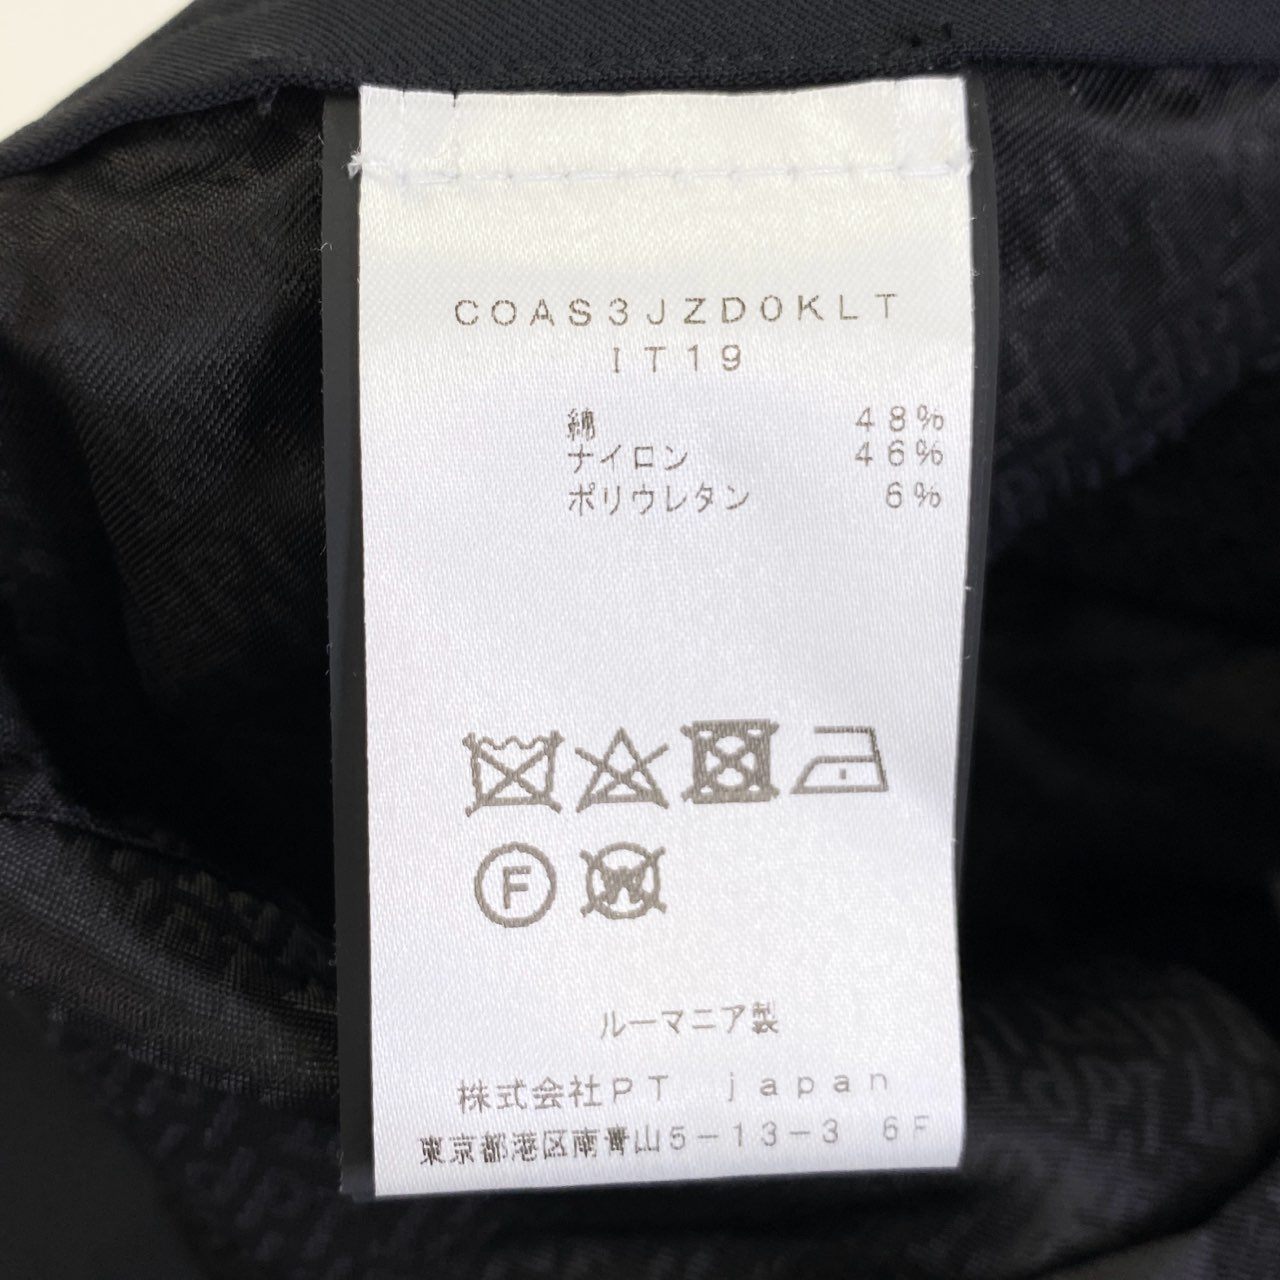 COAS3JZD0KLT
IT19
綿 48%
ナイロン 46%
ポリウレタン 6%
F
W
ルーマニア製
株式会社PT japan
東京都港区南青山5-13-3 6F